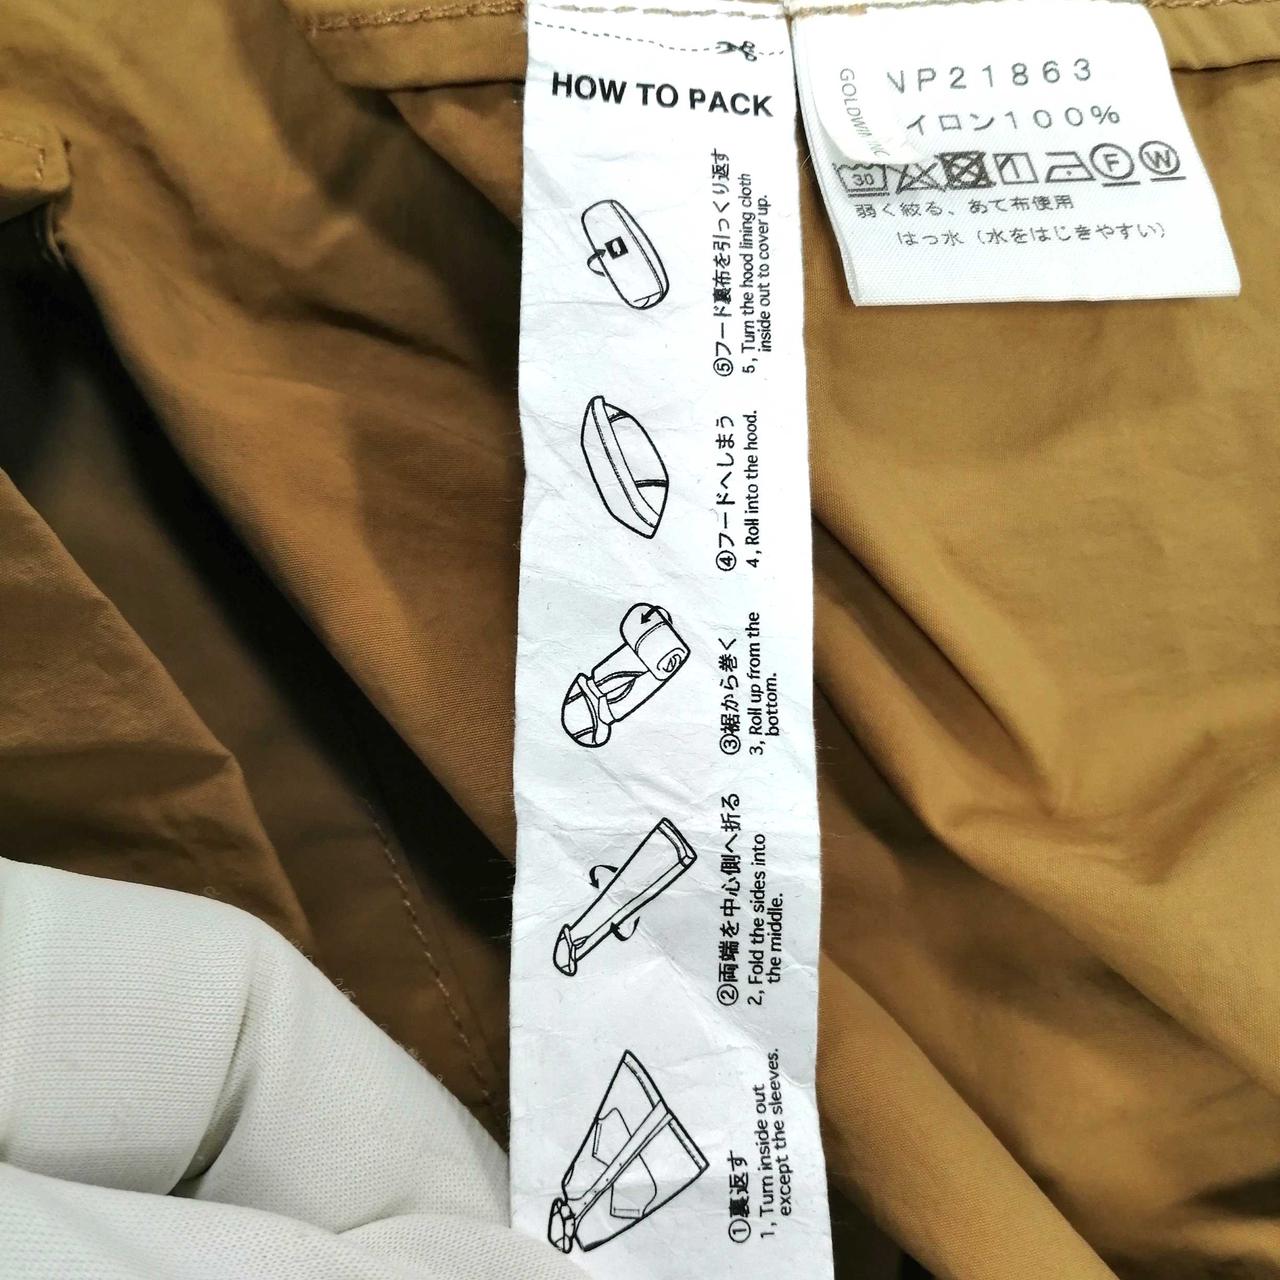 HOW TO PACK
①裏返す
1, Turn inside out
except the sleeves.
②両端を中心側へ折る
2, Fold the sides into
the middle.
③裾から巻く
3, Roll up from the
bottom.
④フードへしまう
4, Roll into the hood.
⑤フード裏布を引っくり返す
5, Turn the hood lining cloth
inside out to cover up.
GOLDWIN INC
NP21863
イロン100%
30 F W
弱く絞る、あて布使用
はっ水（水をはじきやすい）